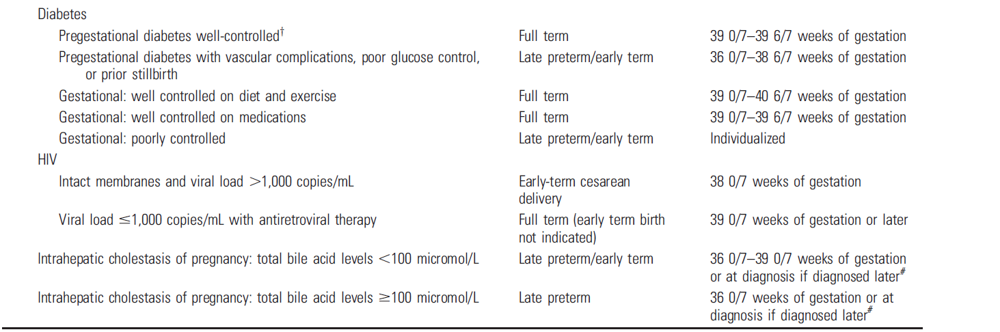 Diabetes
Pregestational diabetes well-controlled† Full term 39 0/7–39 6/7 weeks of gestation
Pregestational diabetes with vascular complications, poor glucose control, Late preterm/early term 36 0/7–38 6/7 weeks of gestation
or prior stillbirth
Gestational: well controlled on diet and exercise Full term 39 0/7–40 6/7 weeks of gestation
Gestational: well controlled on medications Full term 39 0/7–39 6/7 weeks of gestation
Gestational: poorly controlled Late preterm/early term Individualized
HIV
Intact membranes and viral load >1,000 copies/mL Early-term cesarean 38 0/7 weeks of gestation
delivery
Viral load ≤1,000 copies/mL with antiretroviral therapy Full term (early term birth 39 0/7 weeks of gestation or later
not indicated)
Intrahepatic cholestasis of pregnancy: total bile acid levels <100 micromol/L Late preterm/early term 36 0/7–39 0/7 weeks of gestation
or at diagnosis if diagnosed later#
Intrahepatic cholestasis of pregnancy: total bile acid levels ≥100 micromol/L Late preterm 36 0/7 weeks of gestation or at
diagnosis if diagnosed later#